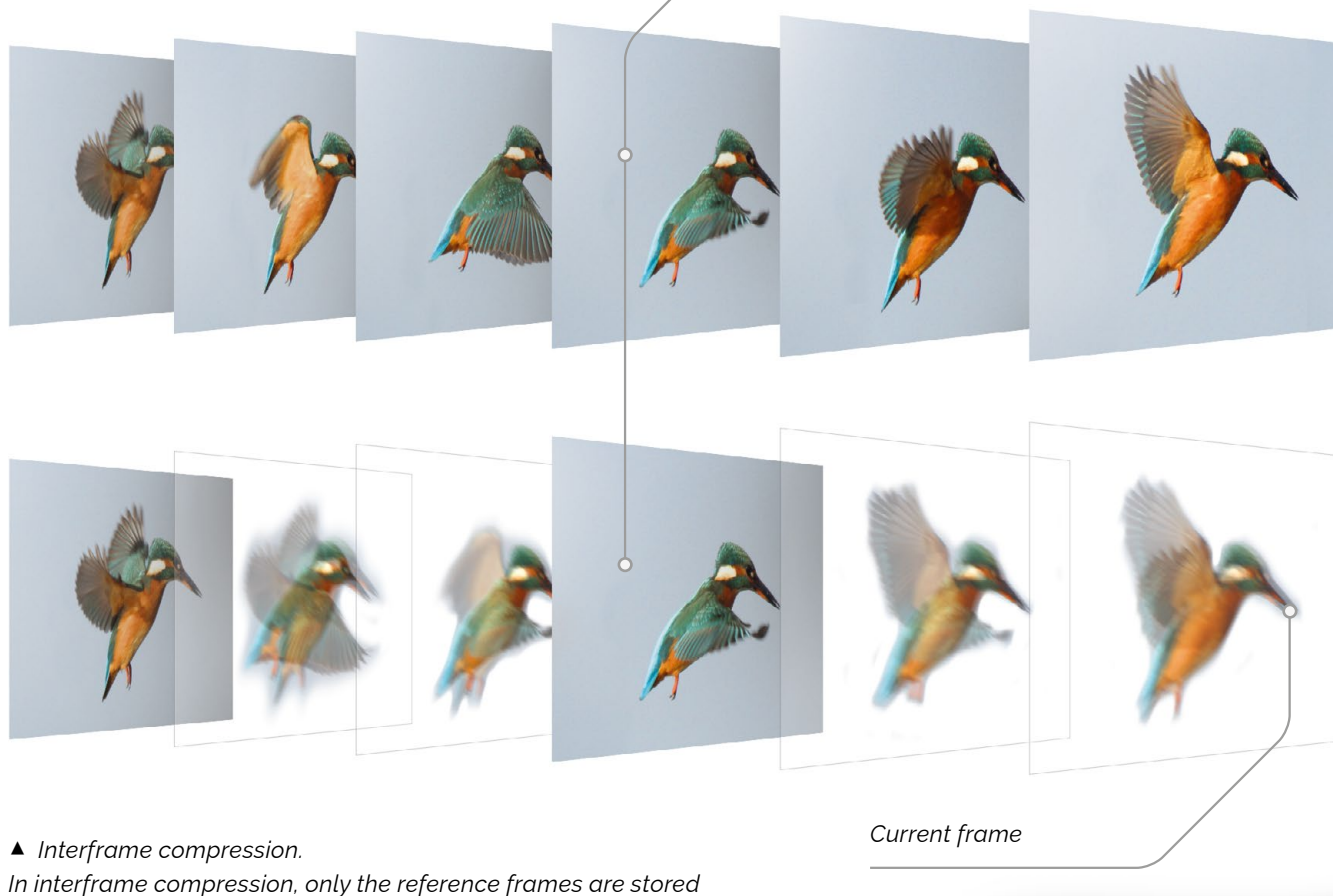 ▲ Interframe compression.
In interframe compression, only the reference frames are stored
Current frame